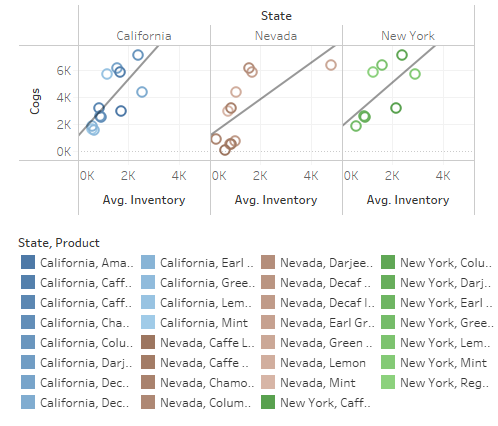 State
California Nevada New York
Cogs
6K
4K
2K
0K
0K 2K 4K 0K 2K 4K 0K 2K 4K
Avg. Inventory Avg. Inventory Avg. Inventory
State, Product
California, Ama.. California, Earl .. Nevada, Darjee.. New York, Colu..
California, Caff.. California, Gree.. Nevada, Decaf .. New York, Darj..
California, Caff.. California, Lem.. Nevada, Decaf I.. New York, Earl ..
California, Cha.. California, Mint Nevada, Earl Gr.. New York, Gree..
California, Colu.. Nevada, Caffe L.. Nevada, Green .. New York, Lem..
California, Darj.. Nevada, Caffe .. Nevada, Lemon New York, Mint
California, Dec.. Nevada, Chamo.. Nevada, Mint New York, Reg..
California, Dec.. Nevada, Colum.. New York, Caff..